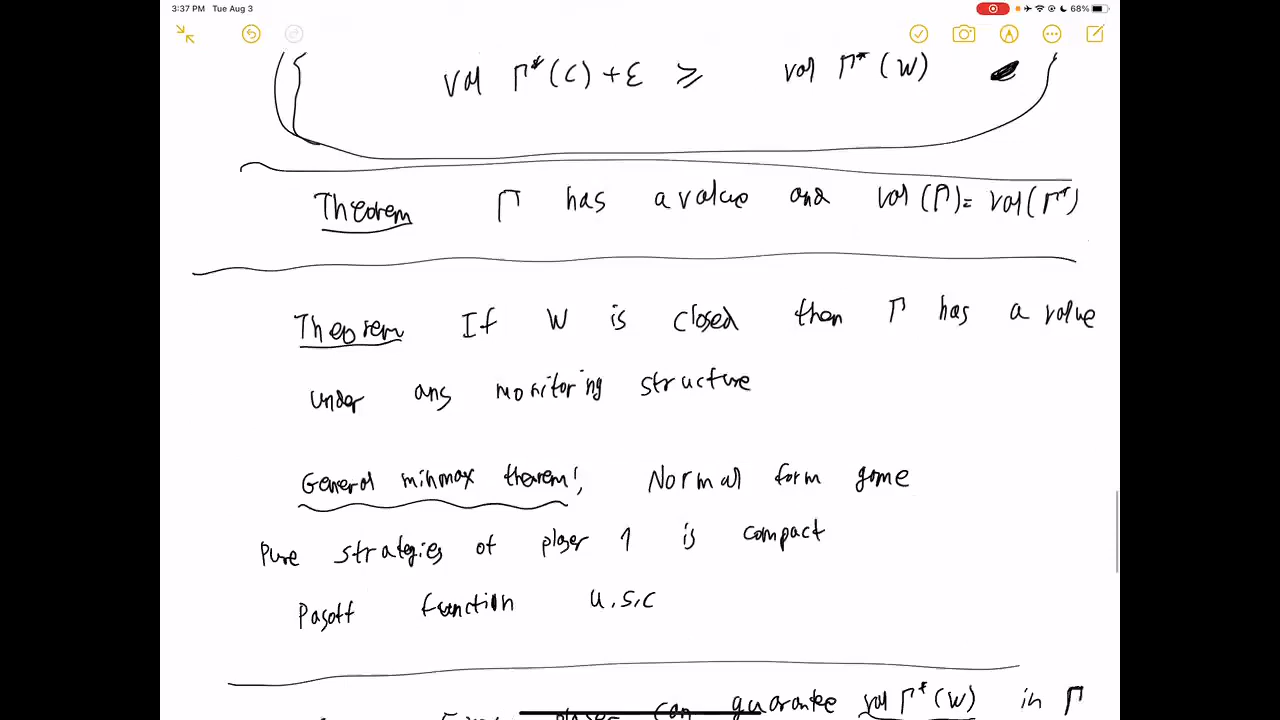 3:37 PM Tue Aug 3 68%
val Γ*(C) + ε ≥ val Γ*(W)
Theorem Γ has a value and val(Γ) = val(Γ*)
Theorem If W is closed then Γ has a value
under any monitoring structure
General minmax theorem: Normal form game
Pure strategies of player 1 is compact
Payoff function u.s.c
player can guarantee val Γ*(W) in Γ